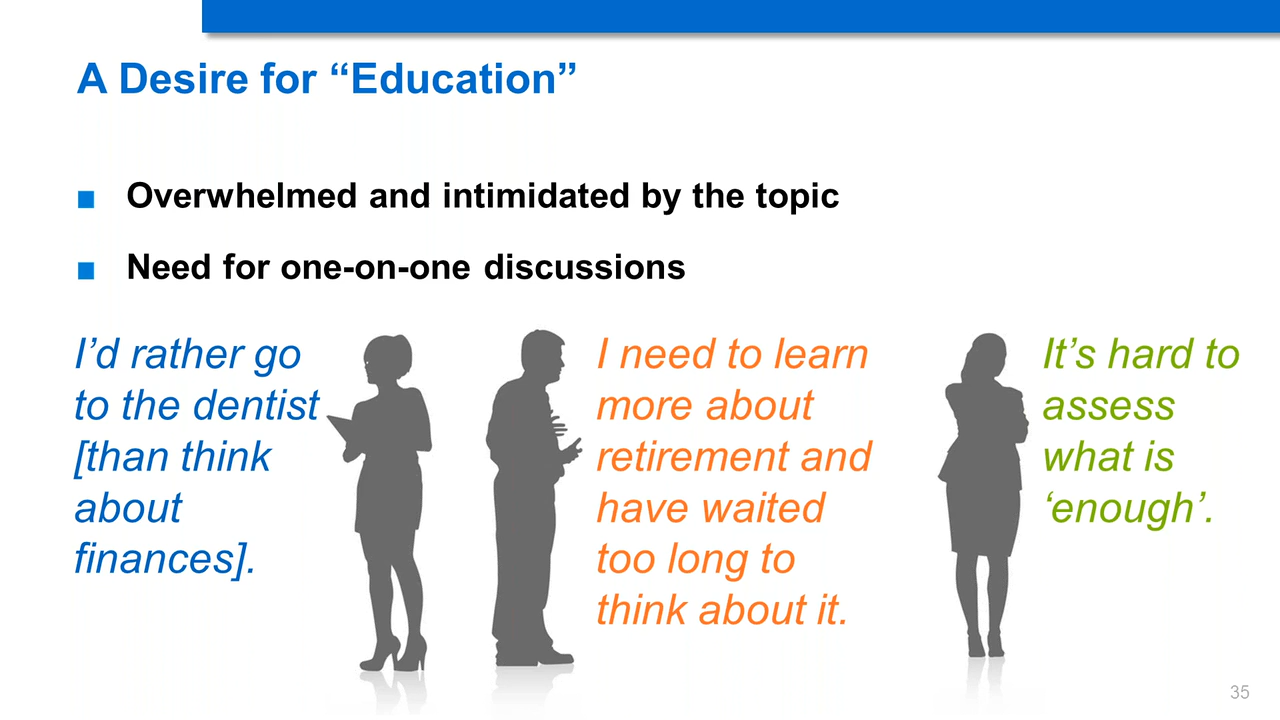 A Desire for “Education”
■ Overwhelmed and intimidated by the topic
■ Need for one-on-one discussions
I’d rather go
to the dentist
[than think
about
finances].
I need to learn
more about
retirement and
have waited
too long to
think about it.
It’s hard to
assess
what is
‘enough’.
35